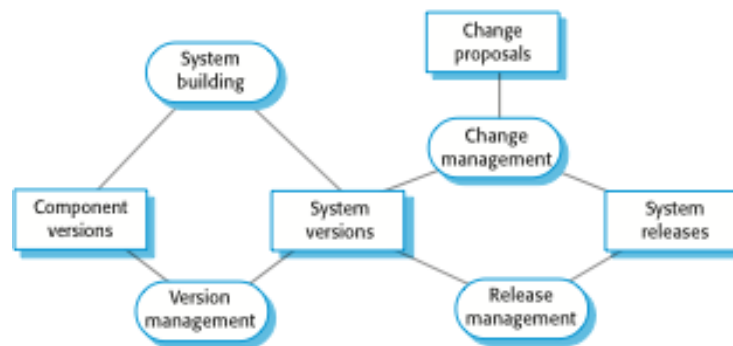 Change
proposals
System
building
Change
management
Component
versions
System
versions
System
releases
Version
management
Release
management